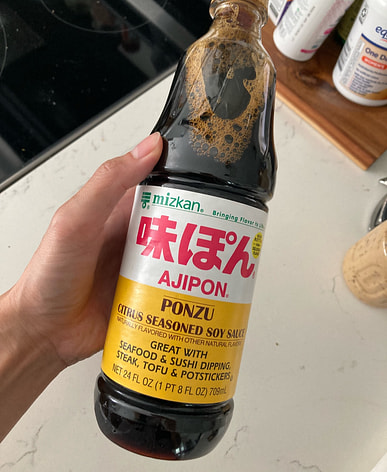 mizkan®
Bringing Flavor to Life
味ぽん
AJIPON®
PONZU
CITRUS SEASONED SOY SAUCE
NATURALLY FLAVORED WITH OTHER NATURAL FLAVORS
GREAT WITH
SEAFOOD & SUSHI DIPPING,
STEAK, TOFU & POTSTICKERS
NET 24 FL OZ (1 PT 8 FL OZ) 709mL
One